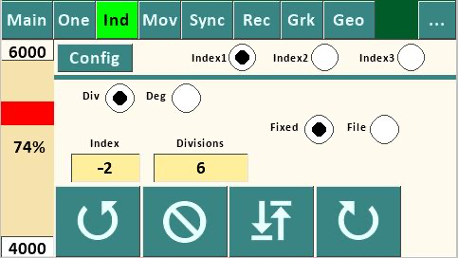 Main One Ind Mov Sync Rec Grk Geo ...
6000
Config Index1 Index2 Index3
Div Deg
Fixed File
74%
Index Divisions
-2 6
4000